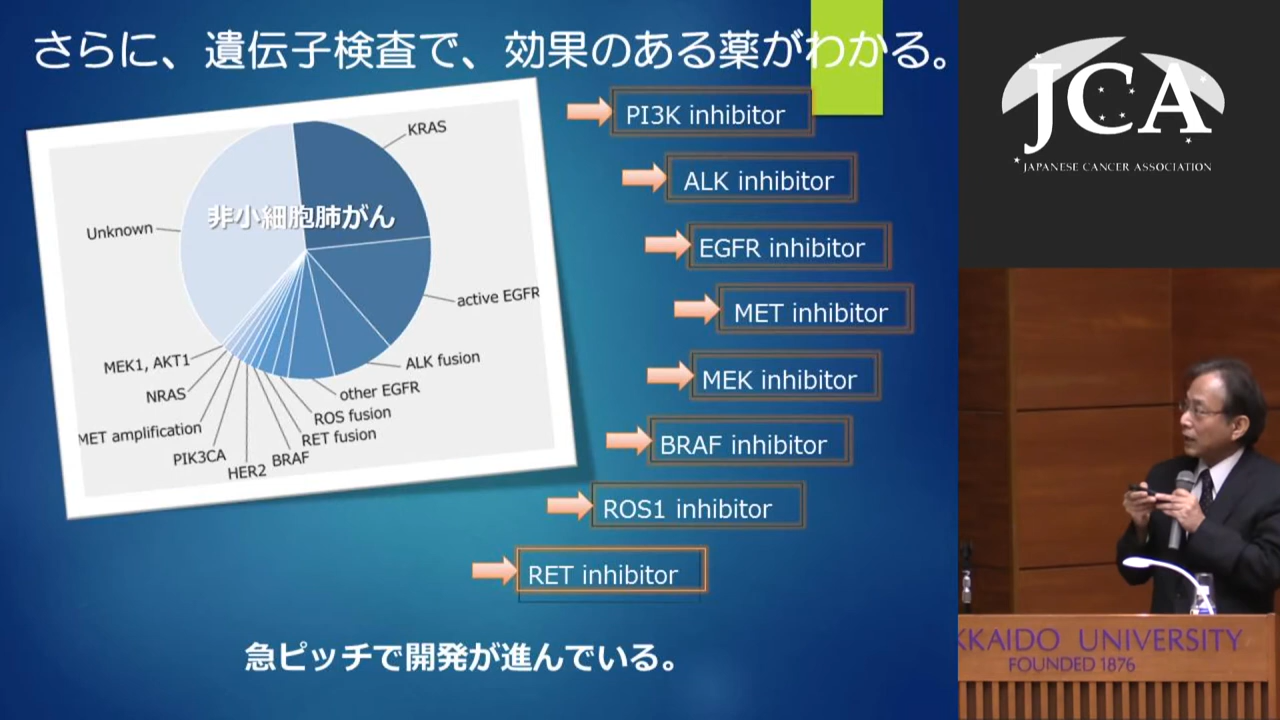 さらに、遺伝子検査で、効果のある薬がわかる。
非小細胞肺がん
KRAS
active EGFR
ALK fusion
other EGFR
ROS fusion
RET fusion
BRAF
HER2
PIK3CA
MET amplification
NRAS
MEK1, AKT1
Unknown
PI3K inhibitor
ALK inhibitor
EGFR inhibitor
MET inhibitor
MEK inhibitor
BRAF inhibitor
ROS1 inhibitor
RET inhibitor
急ピッチで開発が進んでいる。
JCA
JAPANESE CANCER ASSOCIATION
KKAIDO UNIVERSITY
FOUNDED 1876